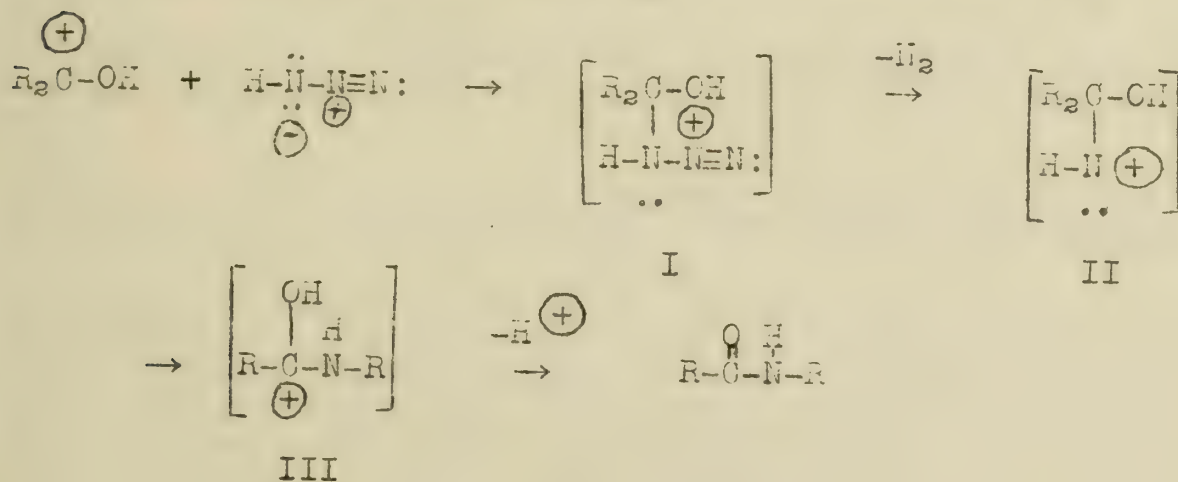 ⊕
R₂C-OH + H-N̈-N≡N: → R₂C-OH -N₂ → R₂C-OH
⊖ ⊕ ⊕
H-N-N≡N: H-N ⊕
.. ..
I II
OH -H⊕ O H
H
→ R-C-N-R → R-C-N-R
⊕
III